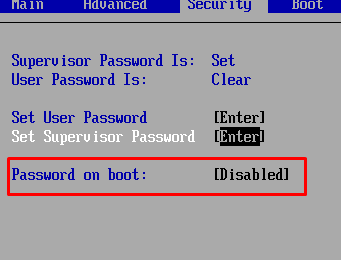 Main Advanced Security Boot
Supervisor Password Is: Set
User Password Is: Clear
Set User Password [Enter]
Set Supervisor Password [Enter]
Password on boot: [Disabled]